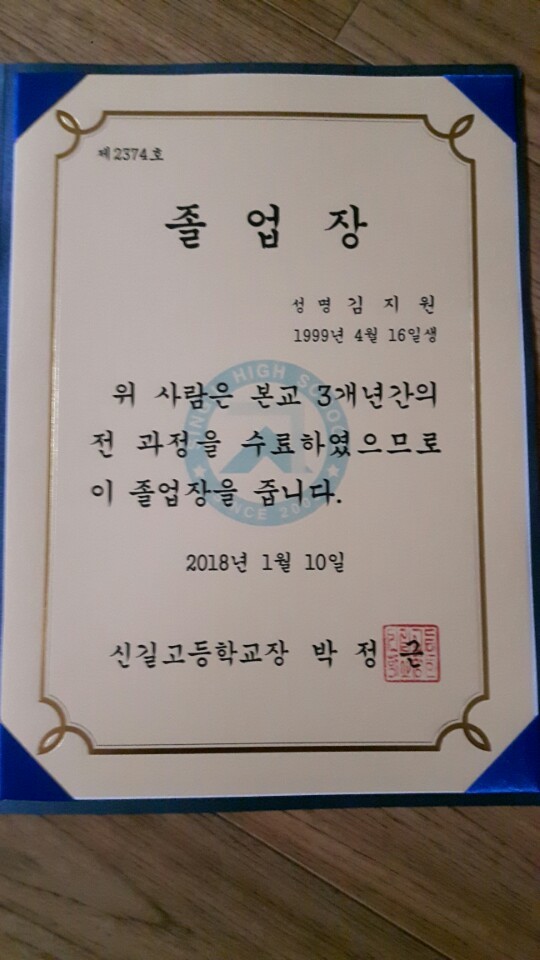 제2374호
졸 업 장
성 명 김 지 원
1999년 4월 16일생
HIGH SCHOOL
위 사람은 본교 3개년간의
전 과정을 수료하였으므로
이 졸업장을 줍니다.
SINCE
2018년 1월 10일
신길고등학교장 박 정 근